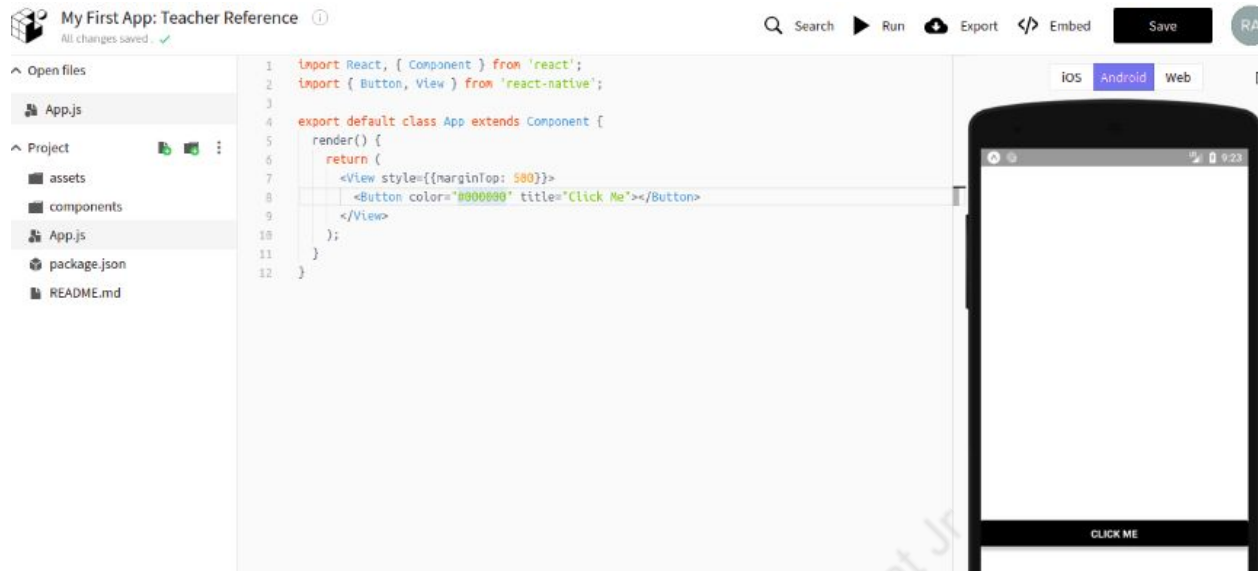 My First App: Teacher Reference
All changes saved.
Search
Run
Export
</> Embed
Save
RA
Open files
App.js
Project
assets
components
App.js
package.json
README.md
1 import React, { Component } from 'react';
2 import { Button, View } from 'react-native';
3
4 export default class App extends Component {
5 render() {
6 return (
7 <View style={{marginTop: 500}}>
8 <Button color="#000000" title="Click Me"></Button>
9 </View>
10 );
11 }
12 }
iOS
Android
Web
9:23
CLICK ME